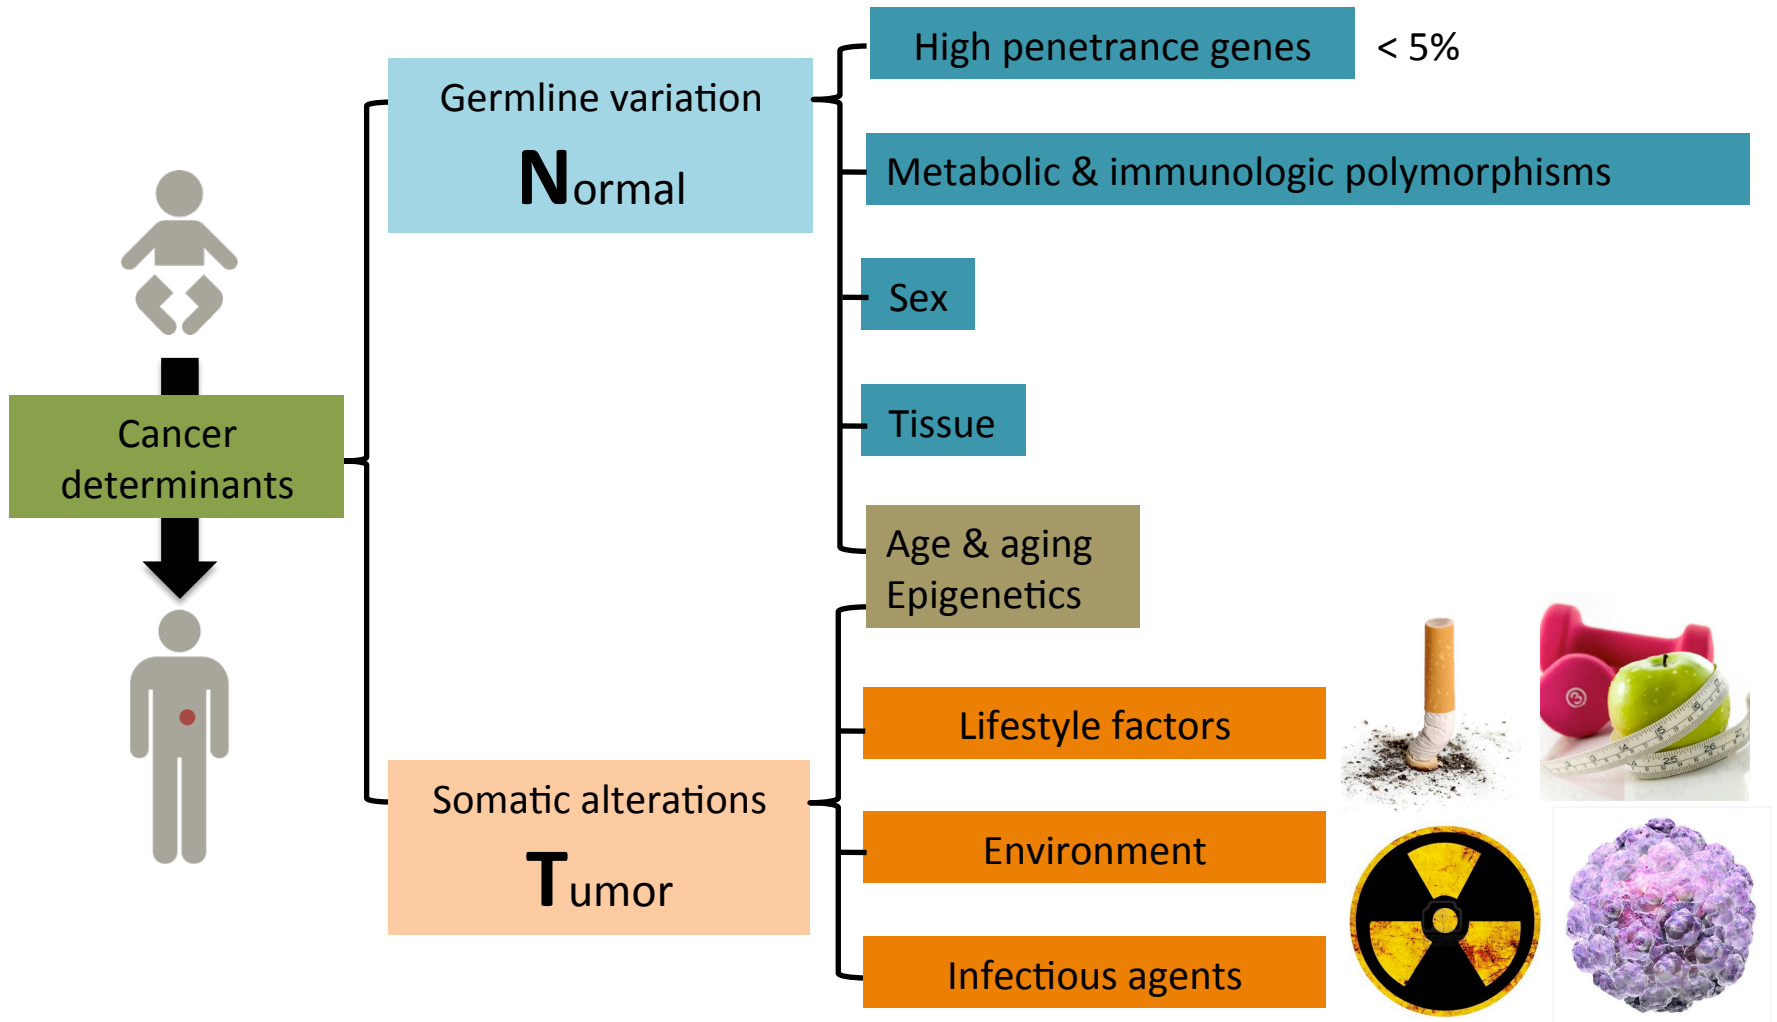 High penetrance genes
< 5%
Germline variation
Normal
Metabolic & immunologic polymorphisms
Sex
Tissue
Cancer
determinants
Age & aging
Epigenetics
Lifestyle factors
Somatic alterations
Tumor
Environment
Infectious agents